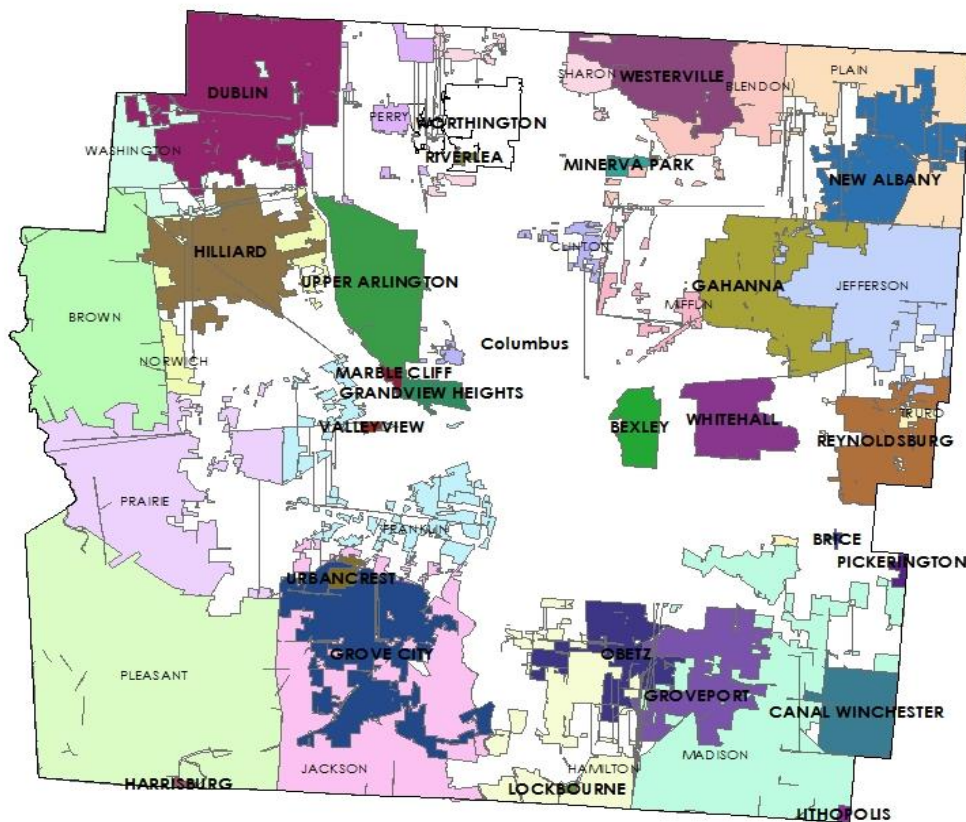 SHARON
WESTERVILLE
PLAIN
BLENDON
DUBLIN
PERRY
WORTHINGTON
WASHINGTON
RIVERLEA
MINERVA PARK
NEW ALBANY
HILLIARD
CLINTON
UPPER ARLINGTON
GAHANNA
JEFFERSON
MIFFLIN
BROWN
Columbus
NORWICH
MARBLE CLIFF
GRANDVIEW HEIGHTS
VALLEYVIEW
BEXLEY
WHITEHALL
TRURO
REYNOLDSBURG
PRAIRIE
FRANKLIN
BRICE
PICKERINGTON
URBANCREST
GROVE CITY
OBETZ
PLEASANT
GROVEPORT
CANAL WINCHESTER
MADISON
JACKSON
HAMILTON
HARRISBURG
LOCKBOURNE
LITHOPOLIS